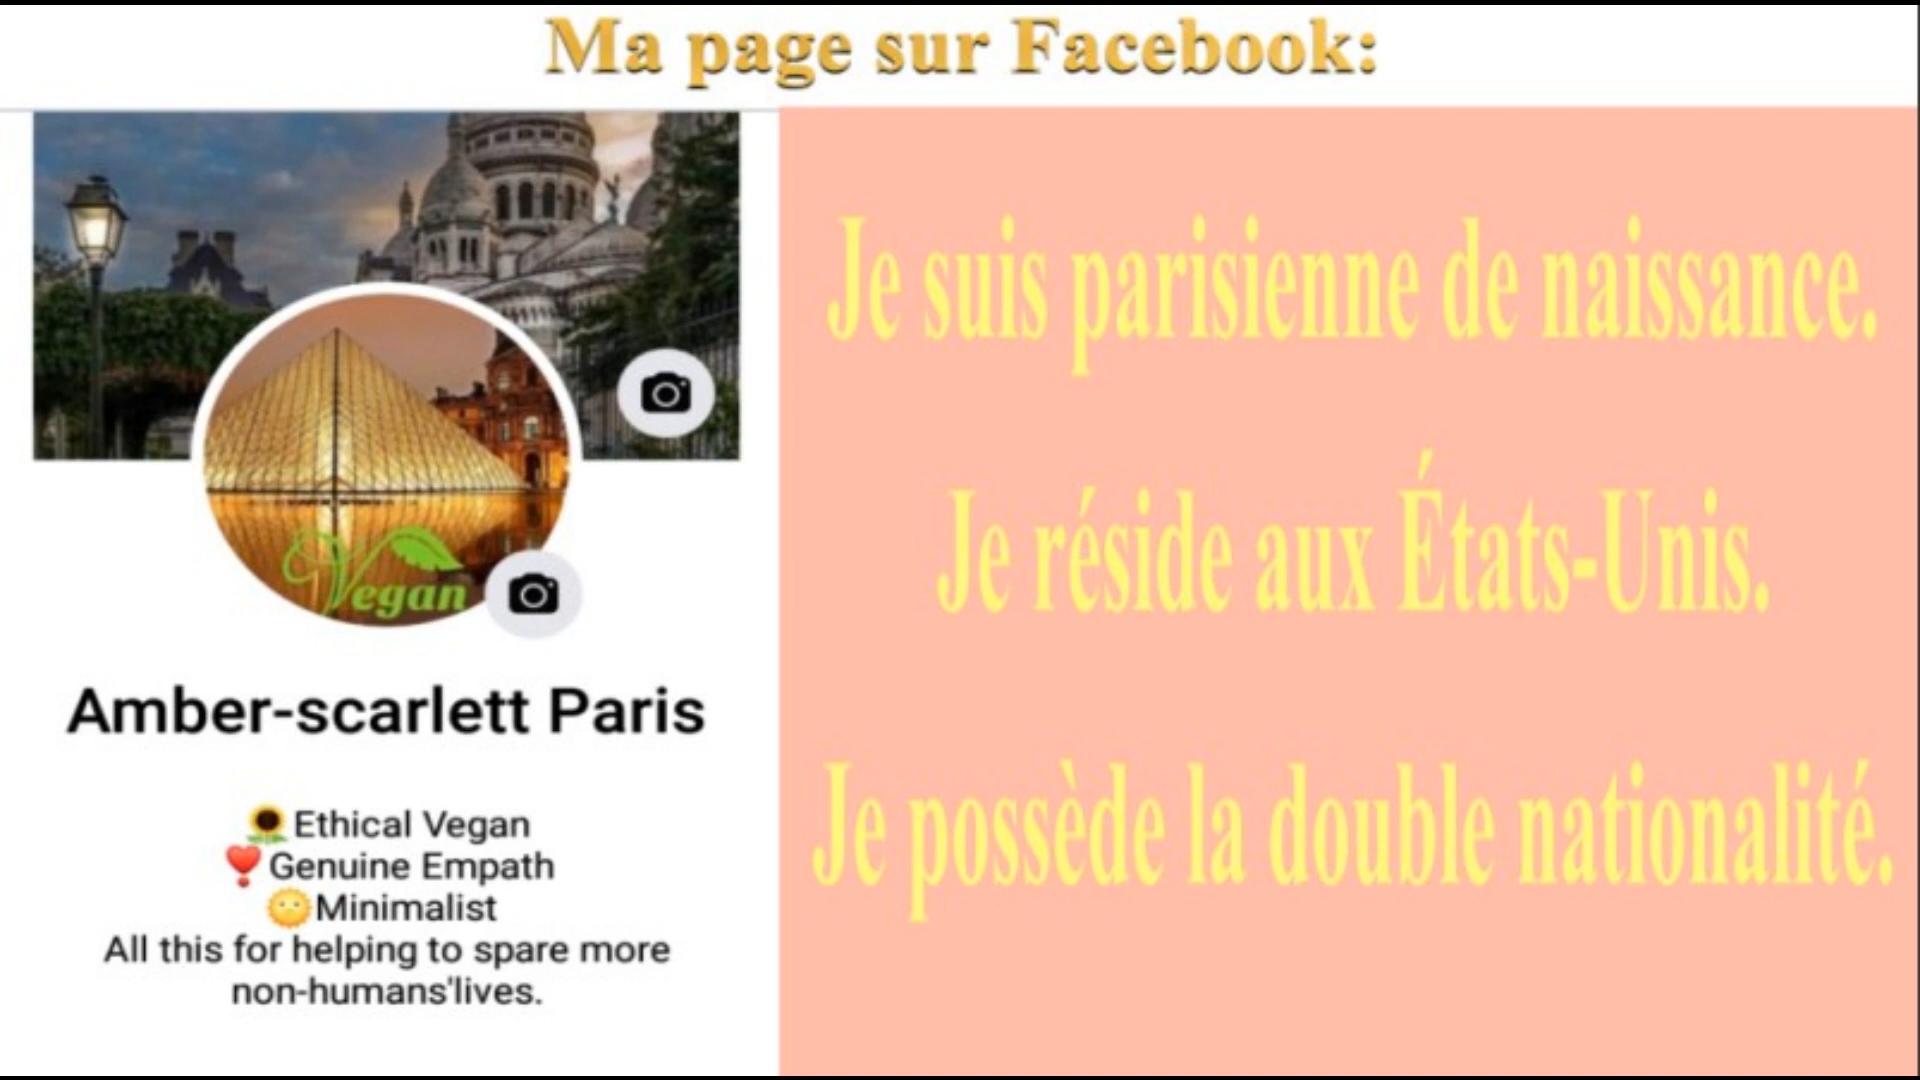 Ma page sur Facebook:
Vegan
Amber-scarlett Paris
🌻Ethical Vegan
❣️Genuine Empath
🌝Minimalist
All this for helping to spare more
non-humans'lives.
Je suis parisienne de naissance.
Je réside aux États-Unis.
Je possède la double nationalité.